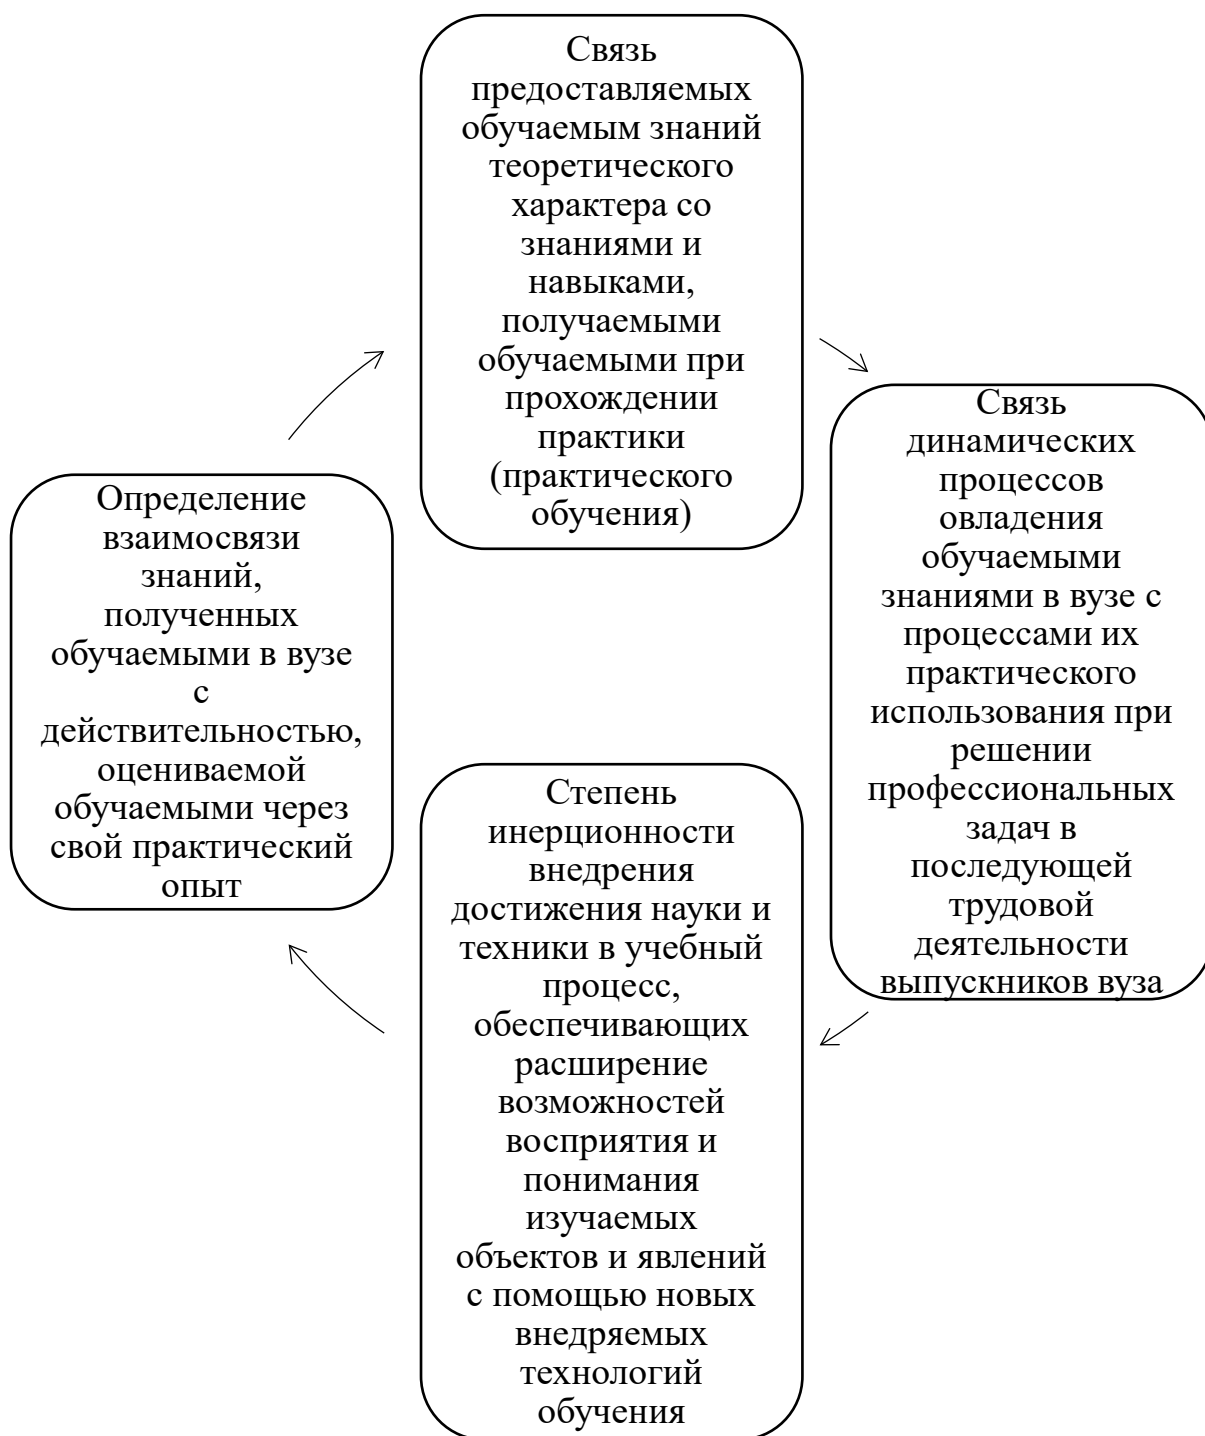 Связь
предоставляемых
обучаемым знаний
теоретического
характера со
знаниями и
навыками,
получаемыми
обучаемыми при
прохождении
практики
(практического
обучения)
Связь
динамических
процессов
овладения
обучаемыми
знаниями в вузе с
процессами их
практического
использования при
решении
профессиональных
задач в
последующей
трудовой
деятельности
выпускников вуза
Степень
инерционности
внедрения
достижения науки и
техники в учебный
процесс,
обеспечивающих
расширение
возможностей
восприятия и
понимания
изучаемых
объектов и явлений
с помощью новых
внедряемых
технологий
обучения
Определение
взаимосвязи
знаний,
полученных
обучаемыми в вузе
с
действительностью,
оцениваемой
обучаемыми через
свой практический
опыт